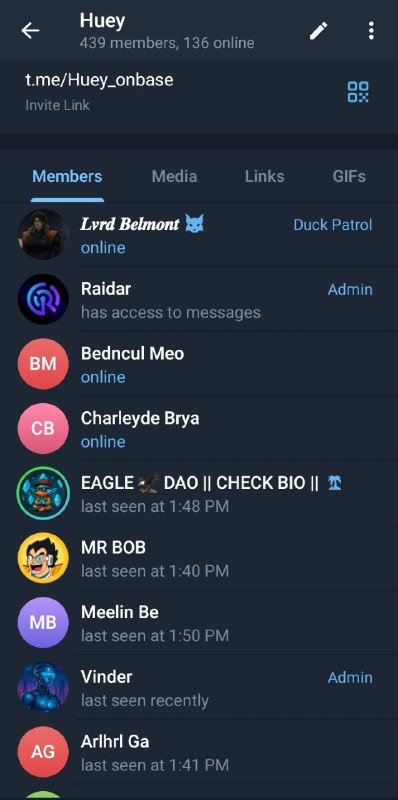 Huey
439 members, 136 online
t.me/Huey_onbase
Invite Link
Members Media Links GIFs
Lvrd Belmont Duck Patrol
online
Raidar Admin
has access to messages
BM Bedncul Meo
online
CB Charleyde Brya
online
EAGLE 🦅 DAO || CHECK BIO || 🏝
last seen at 1:48 PM
MR BOB
last seen at 1:40 PM
MB Meelin Be
last seen at 1:50 PM
Vinder Admin
last seen recently
AG Arlhrl Ga
last seen at 1:41 PM